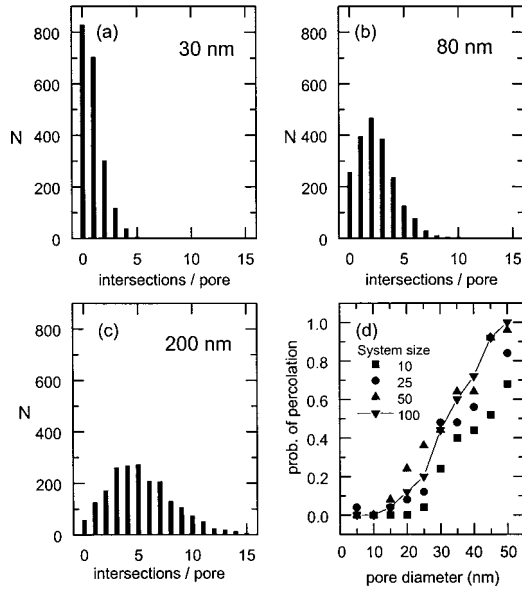 800
600
400
200
0
N
(a)
30 nm
0 5 10 15
intersections / pore
800
600
400
200
0
N
(b)
80 nm
0 5 10 15
intersections / pore
800
600
400
200
0
N
(c)
200 nm
0 5 10 15
intersections / pore
1.0
0.8
0.6
0.4
0.2
0.0
prob. of percolation
(d)
System size
10
25
50
100
0 10 20 30 40 50
pore diameter (nm)